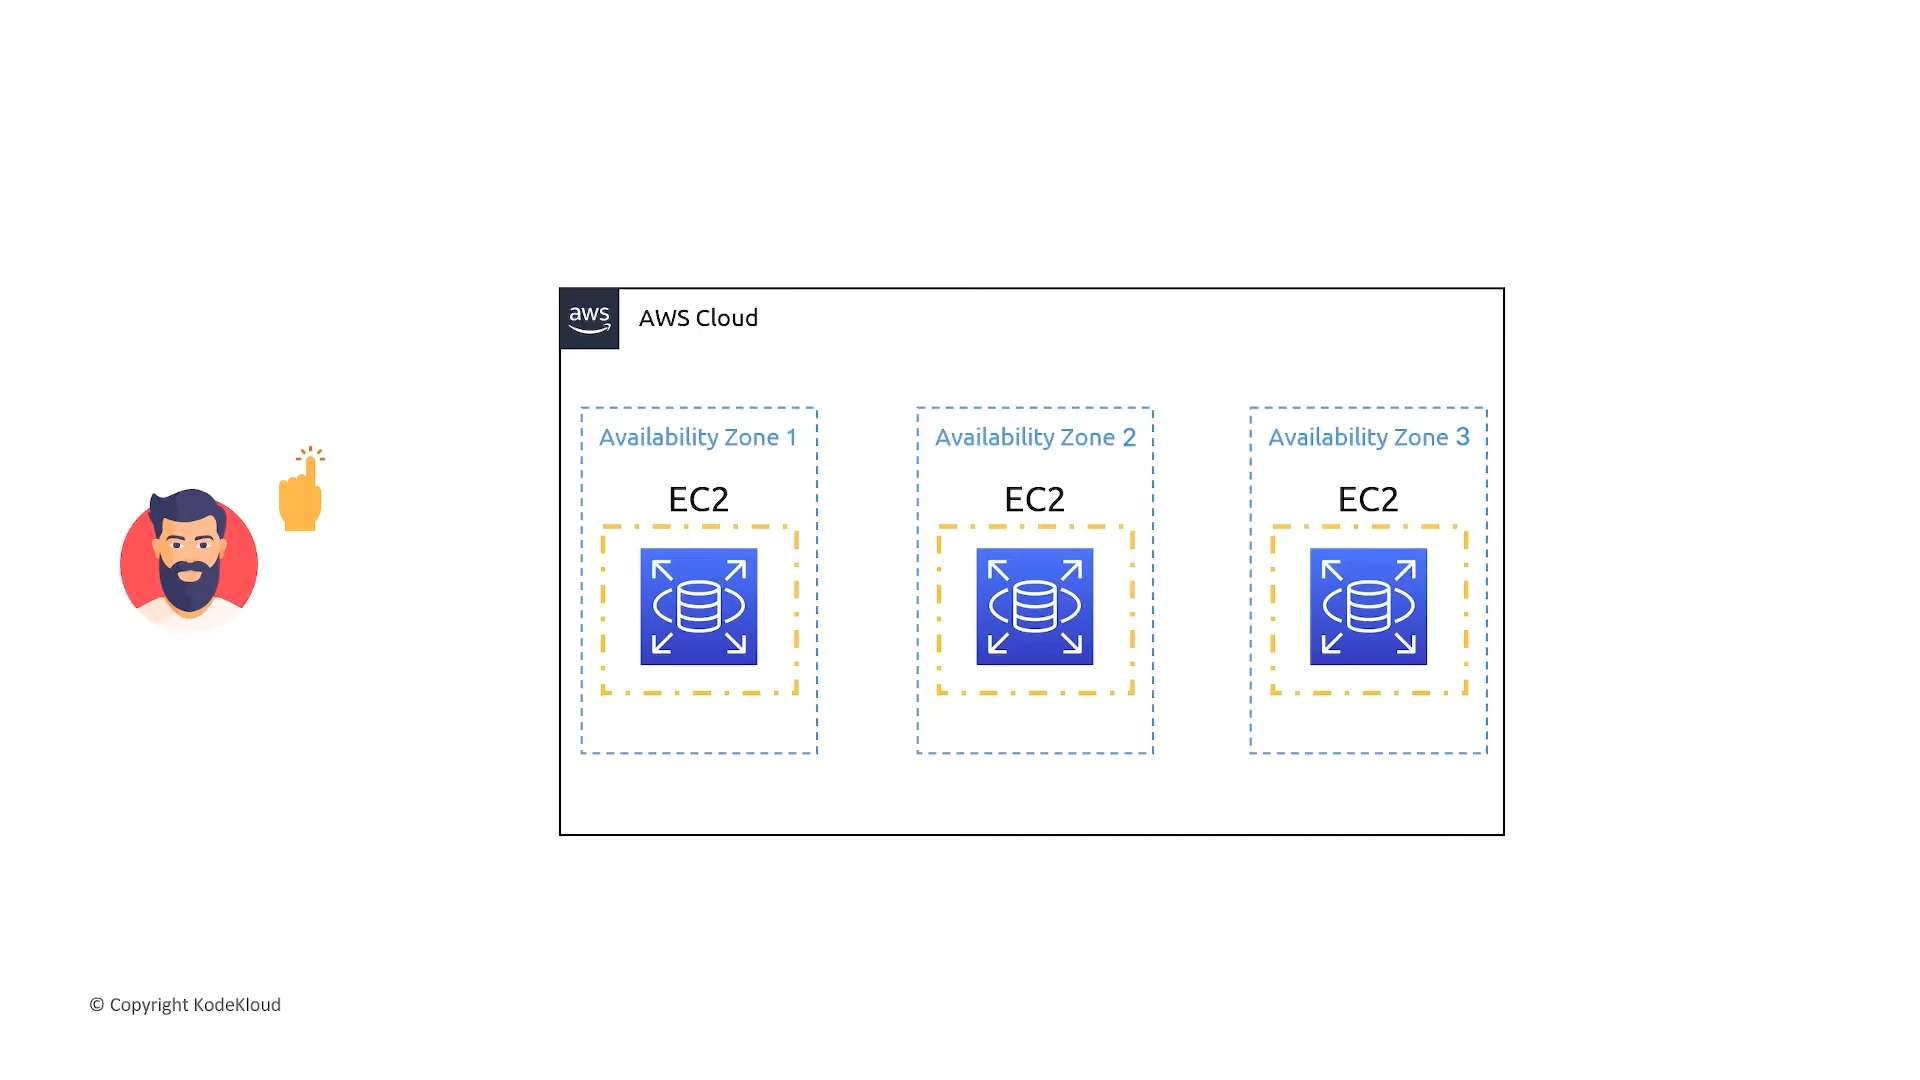 aws
AWS Cloud
Availability Zone 1
Availability Zone 2
Availability Zone 3
EC2
EC2
EC2
© Copyright KodeKloud